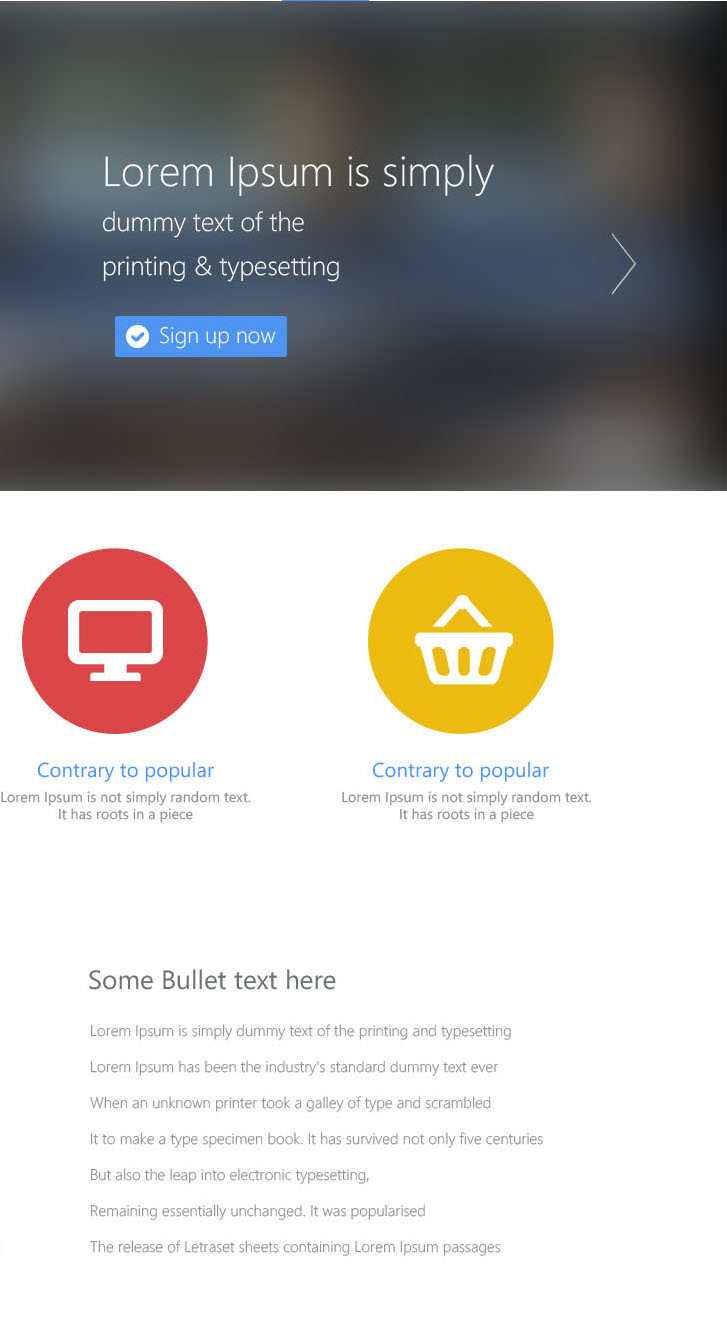 Lorem Ipsum is simply
dummy text of the
printing & typesetting
Sign up now
Contrary to popular
Lorem Ipsum is not simply random text.
It has roots in a piece
Contrary to popular
Lorem Ipsum is not simply random text.
It has roots in a piece
Some Bullet text here
Lorem Ipsum is simply dummy text of the printing and typesetting
Lorem Ipsum has been the industry's standard dummy text ever
When an unknown printer took a galley of type and scrambled
It to make a type specimen book. It has survived not only five centuries
But also the leap into electronic typesetting,
Remaining essentially unchanged. It was popularised
The release of Letraset sheets containing Lorem Ipsum passages